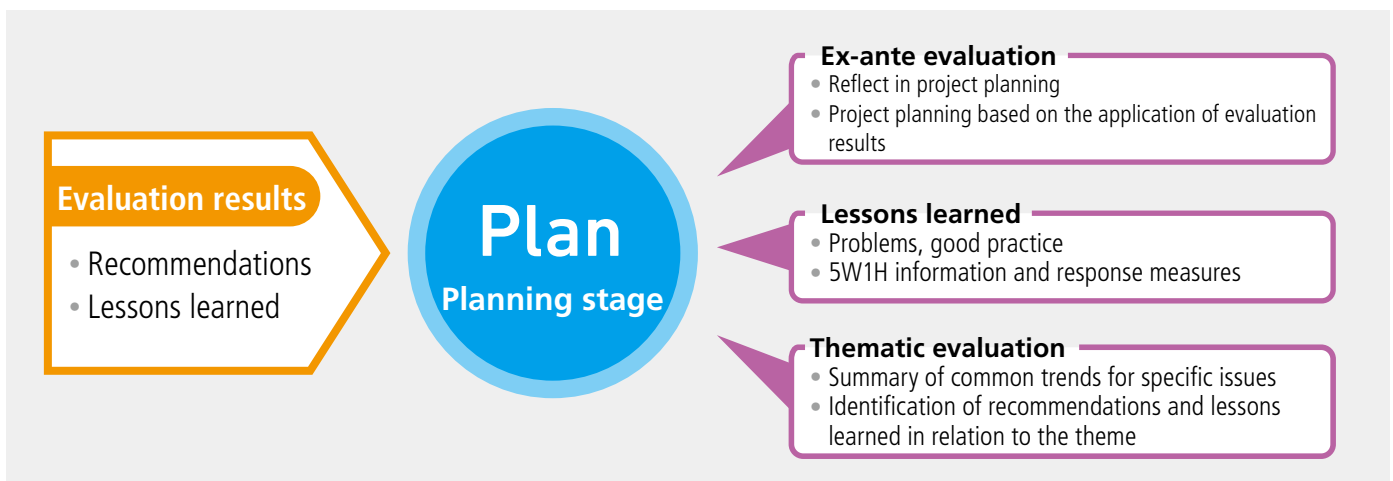 Evaluation results
• Recommendations
• Lessons learned
Plan
Planning stage
Ex-ante evaluation
• Reflect in project planning
• Project planning based on the application of evaluation
results
Lessons learned
• Problems, good practice
• 5W1H information and response measures
Thematic evaluation
• Summary of common trends for specific issues
• Identification of recommendations and lessons
learned in relation to the theme